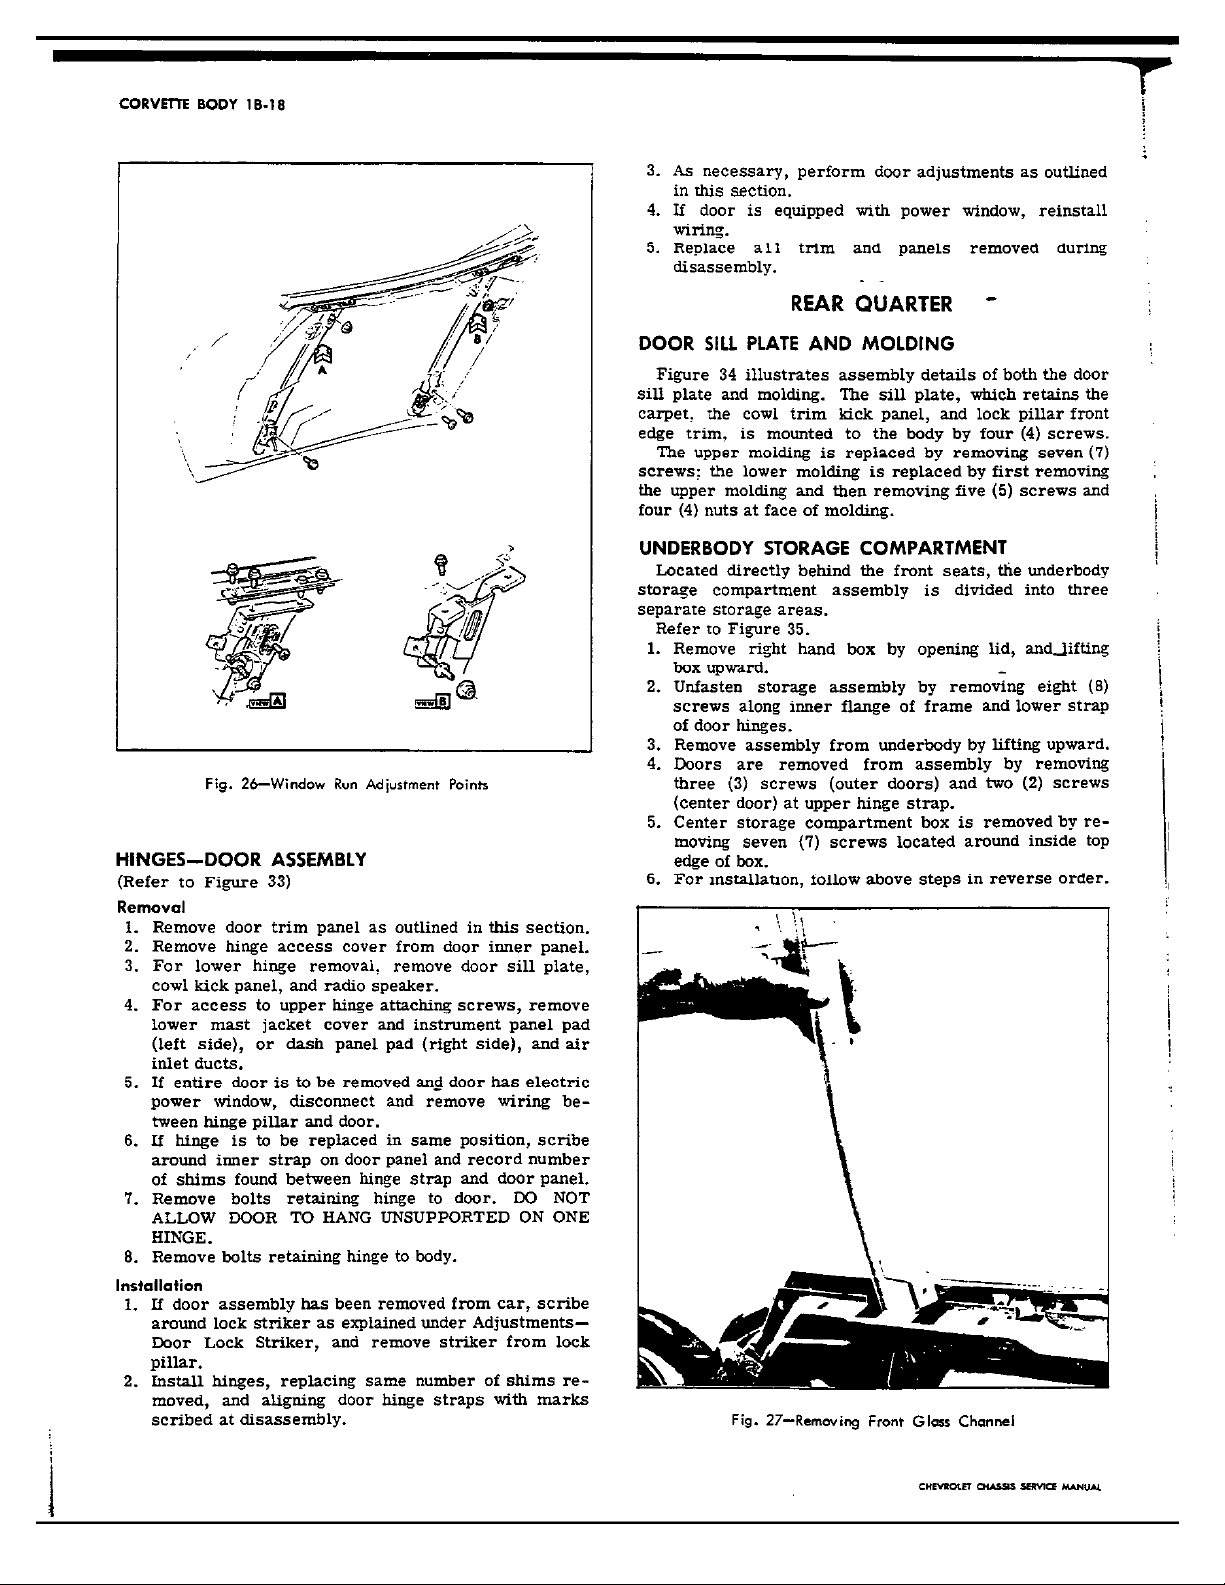 CORVETTE BODY 1B-18
A
B
VIEW A
VIEW B
Fig. 26—Window Run Adjustment Points
HINGES—DOOR ASSEMBLY
(Refer to Figure 33)
Removal
1. Remove door trim panel as outlined in this section.
2. Remove hinge access cover from door inner panel.
3. For lower hinge removal, remove door sill plate,
cowl kick panel, and radio speaker.
4. For access to upper hinge attaching screws, remove
lower mast jacket cover and instrument panel pad
(left side), or dash panel pad (right side), and air
inlet ducts.
5. If entire door is to be removed and door has electric
power window, disconnect and remove wiring be-
tween hinge pillar and door.
6. If hinge is to be replaced in same position, scribe
around inner strap on door panel and record number
of shims found between hinge strap and door panel.
7. Remove bolts retaining hinge to door. DO NOT
ALLOW DOOR TO HANG UNSUPPORTED ON ONE
HINGE.
8. Remove bolts retaining hinge to body.
Installation
1. If door assembly has been removed from car, scribe
around lock striker as explained under Adjustments—
Door Lock Striker, and remove striker from lock
pillar.
2. Install hinges, replacing same number of shims re-
moved, and aligning door hinge straps with marks
scribed at disassembly.
3. As necessary, perform door adjustments as outlined
in this section.
4. If door is equipped with power window, reinstall
wiring.
5. Replace all trim and panels removed during
disassembly.
REAR QUARTER
DOOR SILL PLATE AND MOLDING
Figure 34 illustrates assembly details of both the door
sill plate and molding. The sill plate, which retains the
carpet, the cowl trim kick panel, and lock pillar front
edge trim, is mounted to the body by four (4) screws.
The upper molding is replaced by removing seven (7)
screws; the lower molding is replaced by first removing
the upper molding and then removing five (5) screws and
four (4) nuts at face of molding.
UNDERBODY STORAGE COMPARTMENT
Located directly behind the front seats, the underbody
storage compartment assembly is divided into three
separate storage areas.
Refer to Figure 35.
1. Remove right hand box by opening lid, and lifting
box upward.
2. Unfasten storage assembly by removing eight (8)
screws along inner flange of frame and lower strap
of door hinges.
3. Remove assembly from underbody by lifting upward.
4. Doors are removed from assembly by removing
three (3) screws (outer doors) and two (2) screws
(center door) at upper hinge strap.
5. Center storage compartment box is removed by re-
moving seven (7) screws located around inside top
edge of box.
6. For installation, follow above steps in reverse order.
Fig. 27—Removing Front Glass Channel
CHEVROLET CHASSIS SERVICE MANUAL